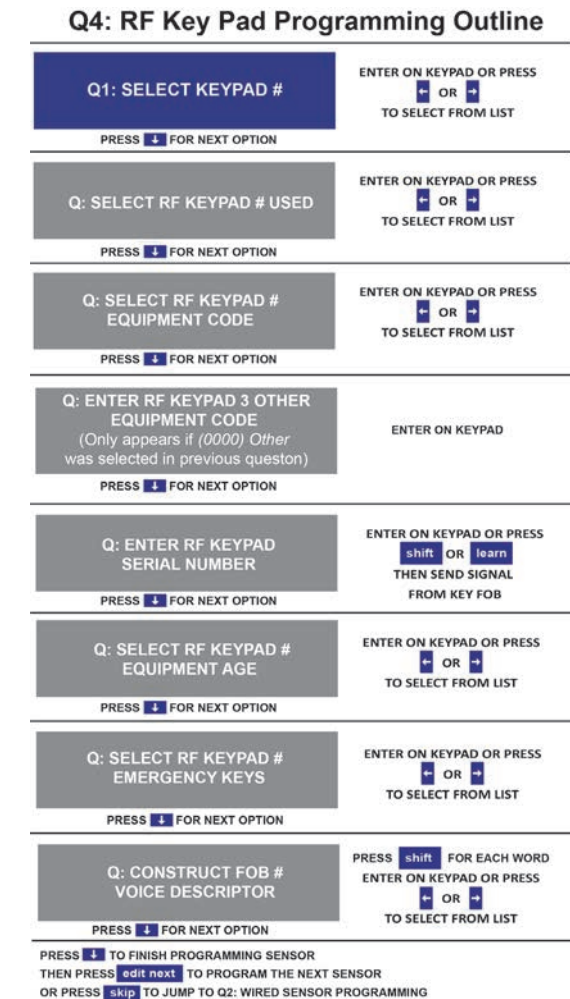 Q4: RF Key Pad Programming Outline
Q1: SELECT KEYPAD #
ENTER ON KEYPAD OR PRESS
← OR →
TO SELECT FROM LIST
PRESS ↓ FOR NEXT OPTION
Q: SELECT RF KEYPAD # USED
ENTER ON KEYPAD OR PRESS
← OR →
TO SELECT FROM LIST
PRESS ↓ FOR NEXT OPTION
Q: SELECT RF KEYPAD #
EQUIPMENT CODE
ENTER ON KEYPAD OR PRESS
← OR →
TO SELECT FROM LIST
PRESS ↓ FOR NEXT OPTION
Q: ENTER RF KEYPAD 3 OTHER
EQUIPMENT CODE
(Only appears if (0000) Other
was selected in previous queston)
ENTER ON KEYPAD
PRESS ↓ FOR NEXT OPTION
Q: ENTER RF KEYPAD
SERIAL NUMBER
ENTER ON KEYPAD OR PRESS
shift OR learn
THEN SEND SIGNAL
FROM KEY FOB
PRESS ↓ FOR NEXT OPTION
Q: SELECT RF KEYPAD #
EQUIPMENT AGE
ENTER ON KEYPAD OR PRESS
← OR →
TO SELECT FROM LIST
PRESS ↓ FOR NEXT OPTION
Q: SELECT RF KEYPAD #
EMERGENCY KEYS
ENTER ON KEYPAD OR PRESS
← OR →
TO SELECT FROM LIST
PRESS ↓ FOR NEXT OPTION
Q: CONSTRUCT FOB #
VOICE DESCRIPTOR
PRESS shift FOR EACH WORD
ENTER ON KEYPAD OR PRESS
← OR →
TO SELECT FROM LIST
PRESS ↓ FOR NEXT OPTION
PRESS ↓ TO FINISH PROGRAMMING SENSOR
THEN PRESS edit next TO PROGRAM THE NEXT SENSOR
OR PRESS skip TO JUMP TO Q2: WIRED SENSOR PROGRAMMING